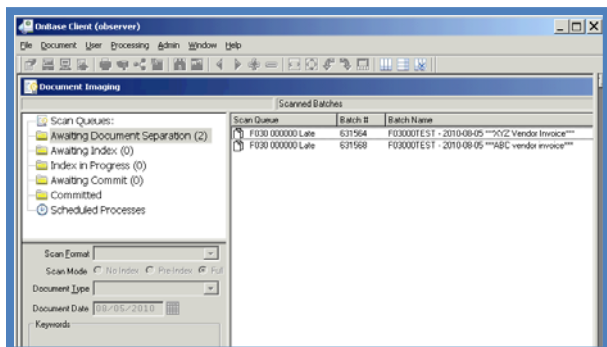 OnBase Client (observer)
File Document User Processing Admin Window Help
Document Imaging
Scanned Batches
Scan Queues:
Awaiting Document Separation (2)
Awaiting Index (0)
Index in Progress (0)
Awaiting Commit (0)
Committed
Scheduled Processes
Scan Queue Batch # Batch Name
F030 000000 Late 631564 F03000TEST - 2010-08-05 ***XYZ Vendor Invoice***
F030 000000 Late 631568 F03000TEST - 2010-08-05 ***ABC vendor invoice***
Scan Format
Scan Mode No Index Pre Index Full
Document Type
Document Date 08/05/2010
Keywords